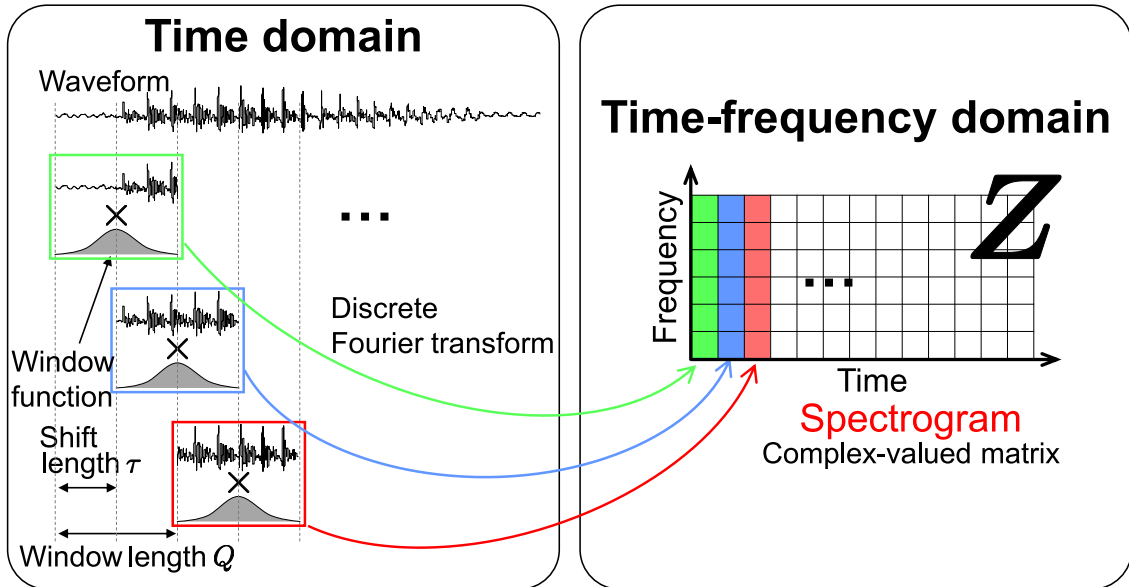 Time domain
Waveform
×
...
×
Discrete
Fourier transform
Window
function
Shift
length τ
×
Window length Q
Time-frequency domain
Z
Frequency
...
Time
Spectrogram
Complex-valued matrix